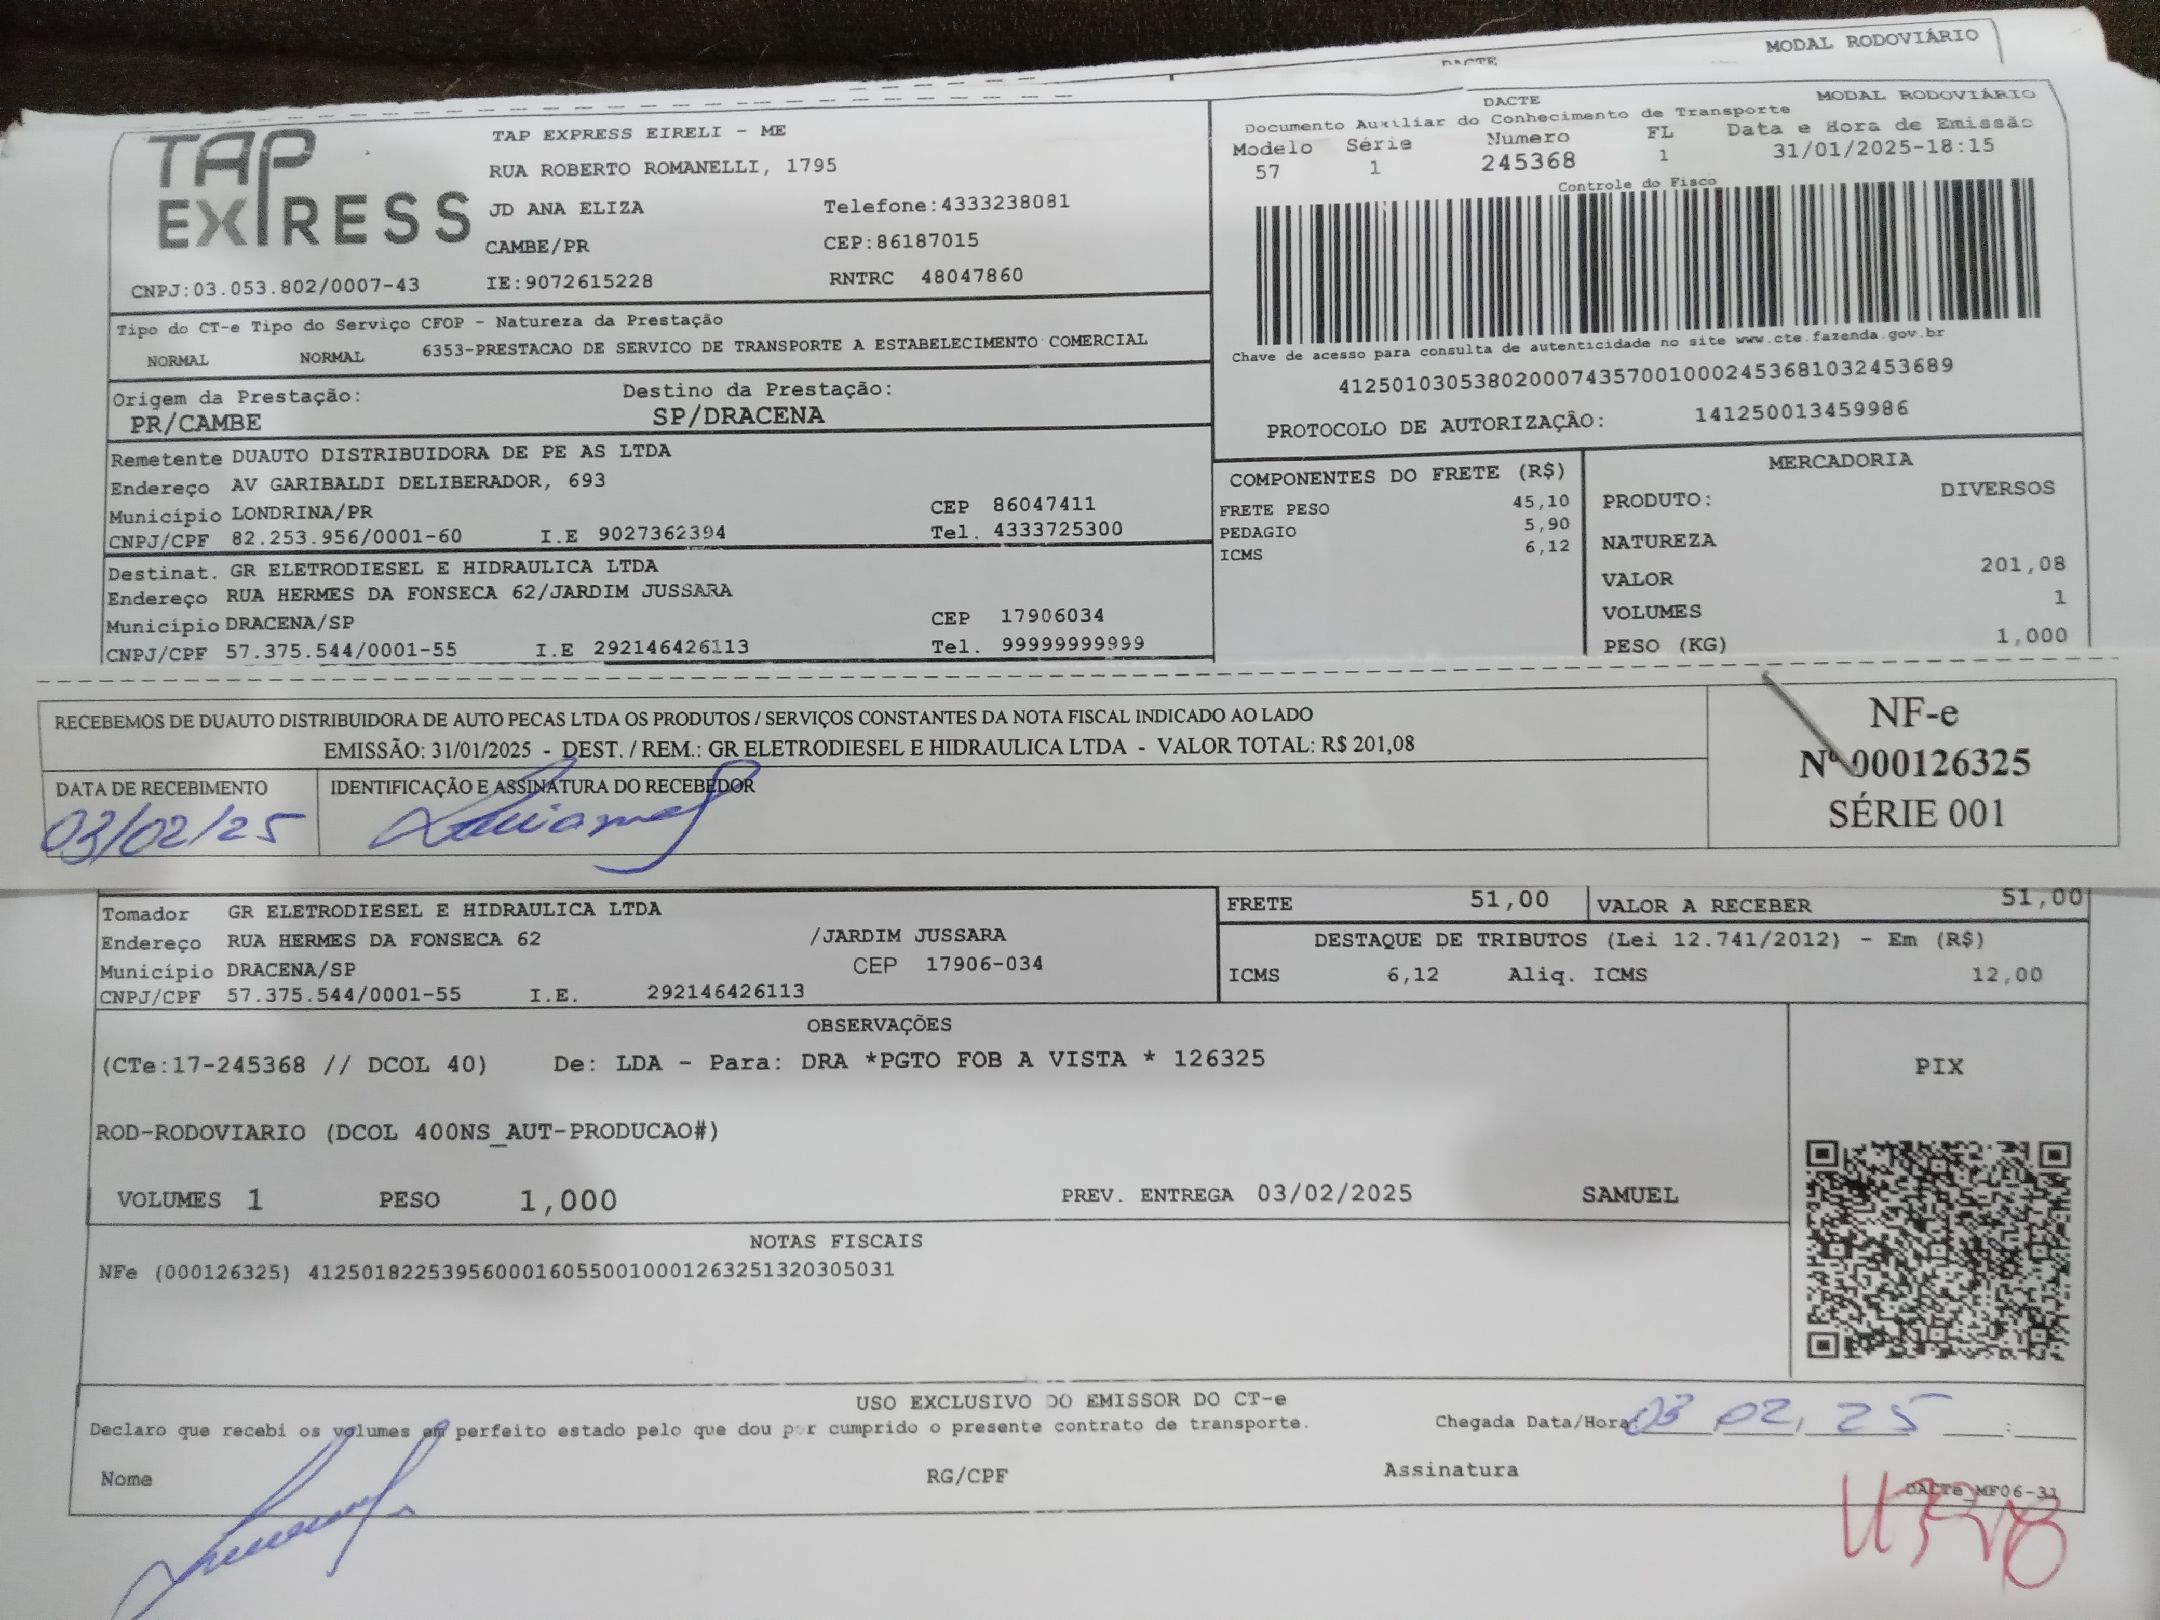 MODAL RODOVIÁRIO
DACTE
TAP EXPRESS
TAP EXPRESS EIRELI - ME
RUA ROBERTO ROMANELLI, 1795
JD ANA ELIZA Telefone:4333238081
CAMBE/PR CEP:86187015
CNPJ:03.053.802/0007-43 IE:9072615228 RNTRC 48047860
DACTE MODAL RODOVIÁRIO
Documento Auxiliar do Conhecimento de Transporte
Modelo Série Número FL Data e Hora de Emissão
57 1 245368 1 31/01/2025-18:15
Controle do Fisco
Chave de acesso para consulta de autenticidade no site www.cte.fazenda.gov.br
41250103053802000743570010002453681032453689
PROTOCOLO DE AUTORIZAÇÃO: 141250013459986
Tipo do CT-e Tipo do Serviço CFOP - Natureza da Prestação
NORMAL NORMAL 6353-PRESTACAO DE SERVICO DE TRANSPORTE A ESTABELECIMENTO COMERCIAL
Origem da Prestação: Destino da Prestação:
PR/CAMBE SP/DRACENA
Remetente DUAUTO DISTRIBUIDORA DE PE AS LTDA
Endereço AV GARIBALDI DELIBERADOR, 693
Município LONDRINA/PR CEP 86047411
CNPJ/CPF 82.253.956/0001-60 I.E 9027362394 Tel. 4333725300
Destinat. GR ELETRODIESEL E HIDRAULICA LTDA
Endereço RUA HERMES DA FONSECA 62/JARDIM JUSSARA
Município DRACENA/SP CEP 17906034
CNPJ/CPF 57.375.544/0001-55 I.E 292146426113 Tel. 99999999999
COMPONENTES DO FRETE (R$)
FRETE PESO 45,10
PEDAGIO 5,90
ICMS 6,12
MERCADORIA
PRODUTO: DIVERSOS
NATUREZA
VALOR 201,08
VOLUMES 1
PESO (KG) 1,000
RECEBEMOS DE DUAUTO DISTRIBUIDORA DE AUTO PECAS LTDA OS PRODUTOS / SERVIÇOS CONSTANTES DA NOTA FISCAL INDICADO AO LADO
EMISSÃO: 31/01/2025 - DEST. / REM.: GR ELETRODIESEL E HIDRAULICA LTDA - VALOR TOTAL: R$ 201,08
DATA DE RECEBIMENTO IDENTIFICAÇÃO E ASSINATURA DO RECEBEDOR
03/02/25
NF-e
Nº 000126325
SÉRIE 001
Tomador GR ELETRODIESEL E HIDRAULICA LTDA
Endereço RUA HERMES DA FONSECA 62 /JARDIM JUSSARA
Município DRACENA/SP CEP 17906-034
CNPJ/CPF 57.375.544/0001-55 I.E. 292146426113
FRETE 51,00 VALOR A RECEBER 51,00
DESTAQUE DE TRIBUTOS (Lei 12.741/2012) - Em (R$)
ICMS 6,12 Aliq. ICMS 12,00
OBSERVAÇÕES
(CTe:17-245368 // DCOL 40) De: LDA - Para: DRA *PGTO FOB A VISTA * 126325
ROD-RODOVIARIO (DCOL 400NS_AUT-PRODUCAO#)
VOLUMES 1 PESO 1,000 PREV. ENTREGA 03/02/2025 SAMUEL
PIX
NOTAS FISCAIS
NFe (000126325) 41250182253956000160550010001263251320305031
USO EXCLUSIVO DO EMISSOR DO CT-e
Declaro que recebi os volumes em perfeito estado pelo que dou por cumprido o presente contrato de transporte.
Chegada Data/Hora: 03 02, 25 :
Nome RG/CPF Assinatura
DACTe_MF06-31